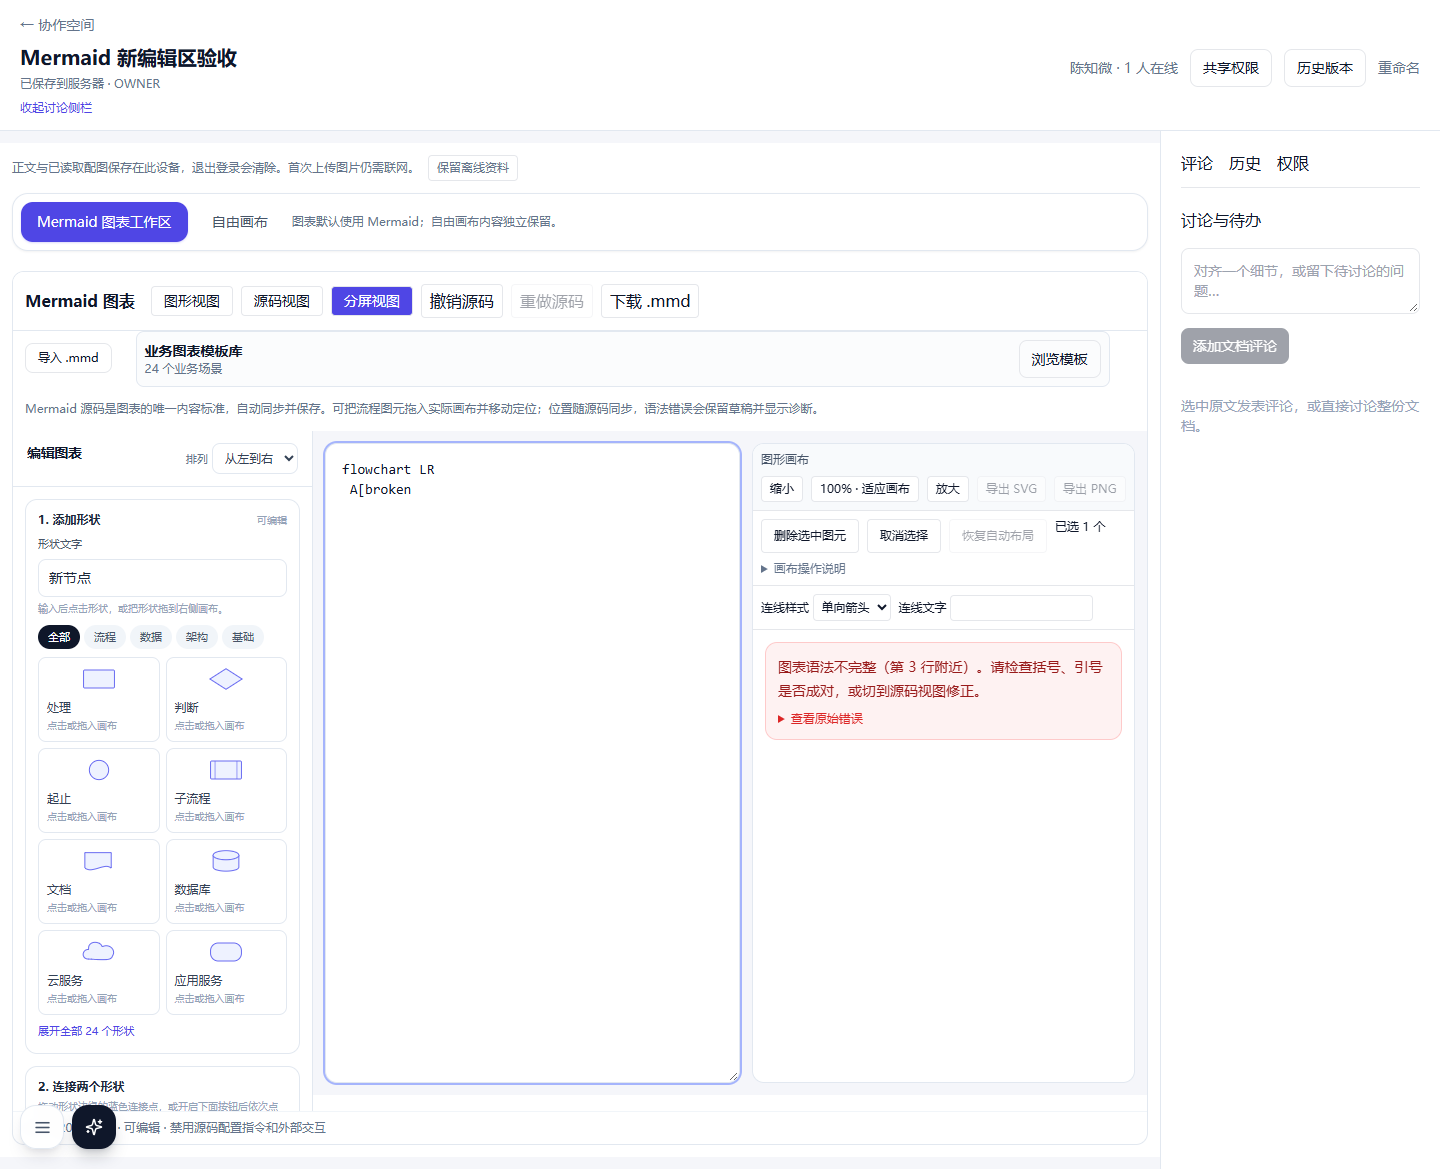 ← 协作空间
Mermaid 新编辑区验收
已保存到服务器 · OWNER
收起讨论侧栏
陈知微 · 1 人在线
共享权限
历史版本
重命名
正文与已读取配图保存在此设备，退出登录会清除。首次上传图片仍需联网。
保留离线资料
Mermaid 图表工作区
自由画布
图表默认使用 Mermaid；自由画布内容独立保留。
Mermaid 图表
图形视图
源码视图
分屏视图
撤销源码
重做源码
下载 .mmd
导入 .mmd
业务图表模板库
24 个业务场景
浏览模板
Mermaid 源码是图表的唯一内容标准，自动同步并保存。可把流程图元拖入实际画布并移动定位；位置随源码同步，语法错误会保留草稿并显示诊断。
编辑图表
排列
从左到右
1. 添加形状
可编辑
形状文字
新节点
输入后点击形状，或把形状拖到右侧画布。
全部
流程
数据
架构
基础
处理
点击或拖入画布
判断
点击或拖入画布
起止
点击或拖入画布
子流程
点击或拖入画布
文档
点击或拖入画布
数据库
点击或拖入画布
云服务
点击或拖入画布
应用服务
点击或拖入画布
展开全部 24 个形状
2. 连接两个形状
蓝色连接点，或开启下面按钮后依次点
· 可编辑 · 禁用源码配置指令和外部交互
flowchart LR
A[broken
图形画布
缩小
100% · 适应画布
放大
导出 SVG
导出 PNG
删除选中图元
取消选择
恢复自动布局
已选 1 个
画布操作说明
连线样式
单向箭头
连线文字
图表语法不完整（第 3 行附近）。请检查括号、引号
是否成对，或切到源码视图修正。
查看原始错误
评论
历史
权限
讨论与待办
对齐一个细节，或留下待讨论的问
题...
添加文档评论
选中原文发表评论，或直接讨论整份文
档。